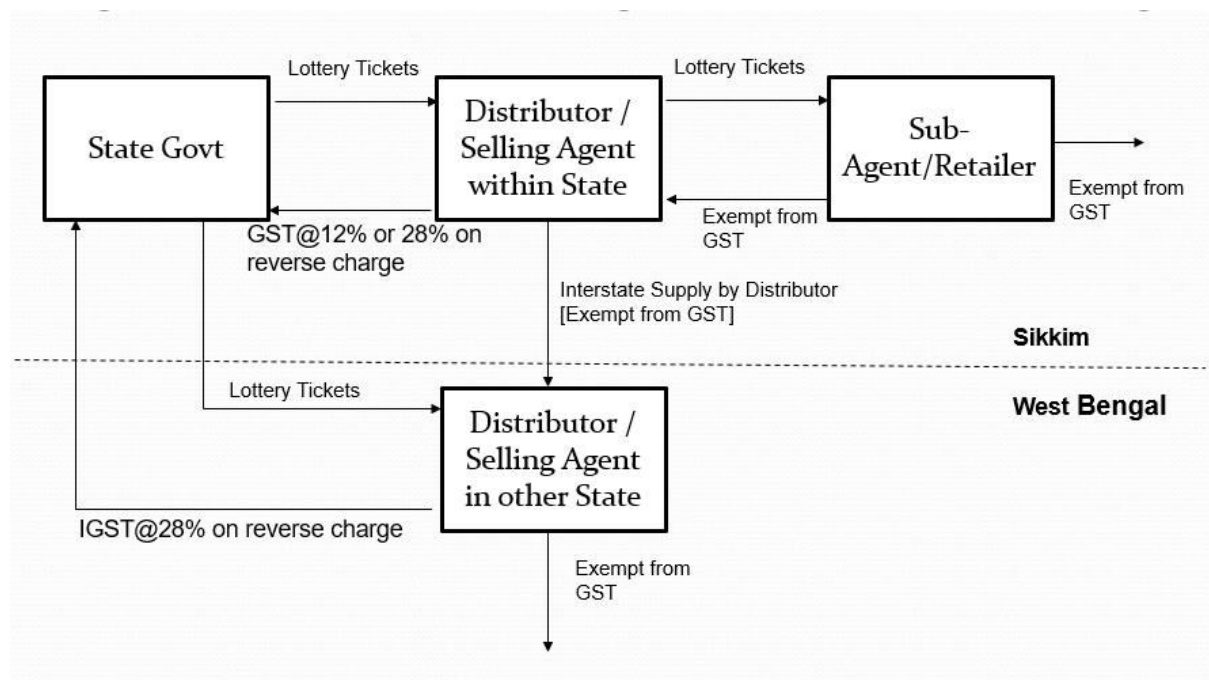 Lottery Tickets
Lottery Tickets
State Govt
Distributor /
Selling Agent
within State
Sub-
Agent/Retailer
Exempt from
GST
Exempt from
GST
GST@12% or 28% on
reverse charge
Interstate Supply by Distributor
[Exempt from GST]
Sikkim
Lottery Tickets
West Bengal
Distributor /
Selling Agent
in other State
IGST@28% on reverse charge
Exempt from
GST